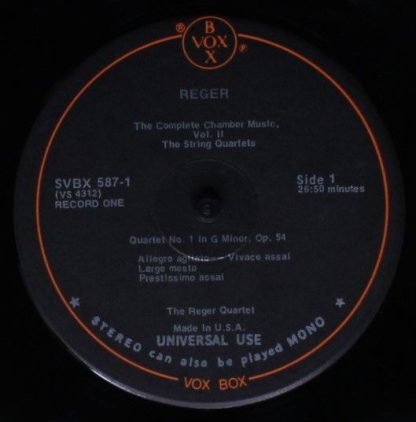 ® BOX ℗
VOX
REGER
The Complete Chamber Music,
Vol. II
The String Quartets
SVBX 587-1
(VS 4312)
RECORD ONE
Side 1
26:50 minutes
Quartet No. 1 in G Minor, Op. 54
Allegro agitato — Vivace assai
Largo mesto
Prestissimo assai
The Reger Quartet
Made In U.S.A.
UNIVERSAL USE
★ STEREO can also be played MONO ★
VOX BOX